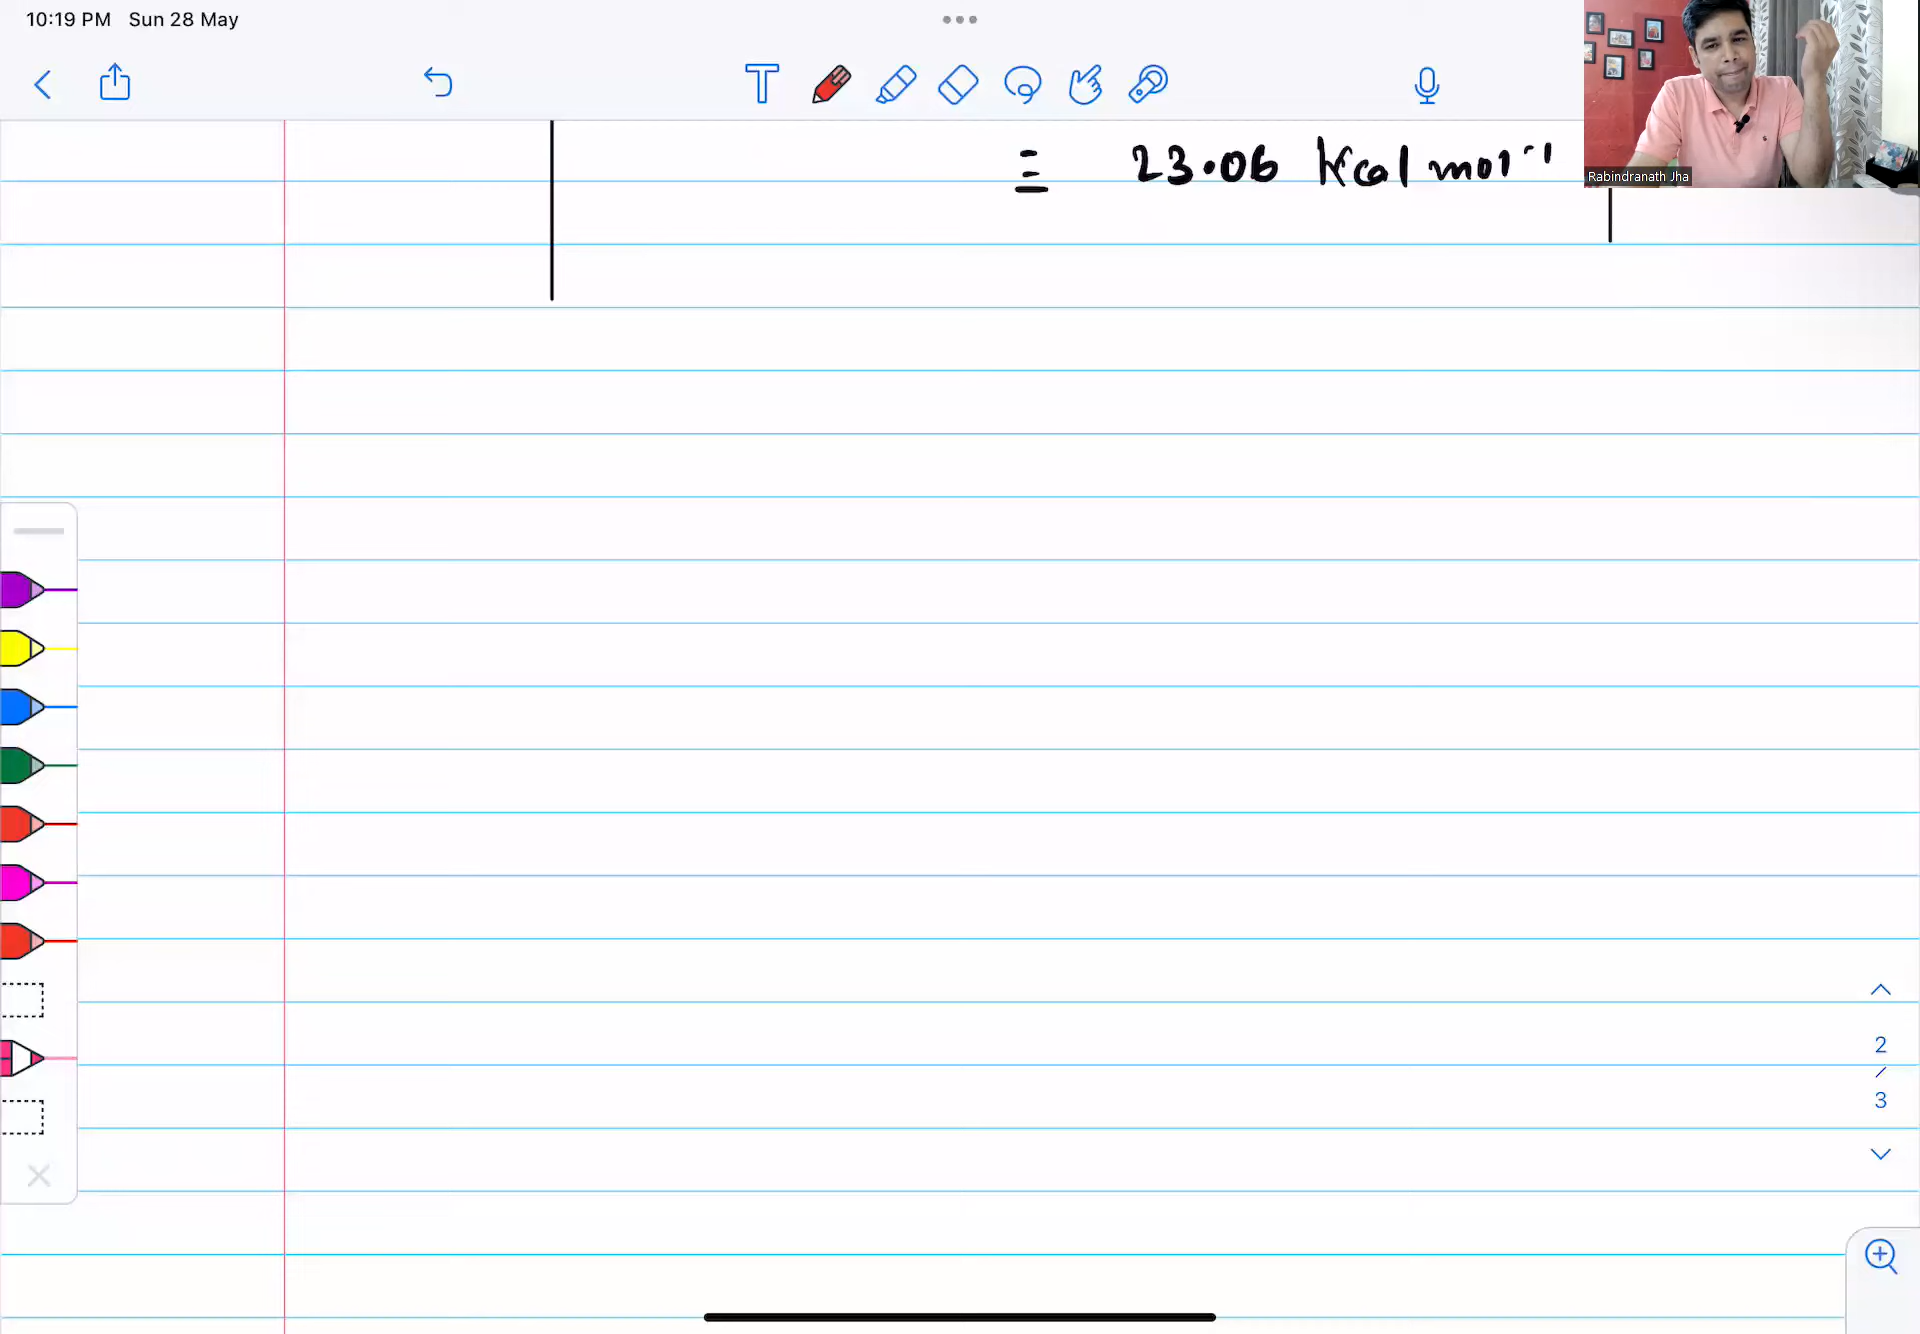 10:19 PM Sun 28 May
≡ 23.06 kcal mol⁻¹
Rabindranath Jha
2
/
3